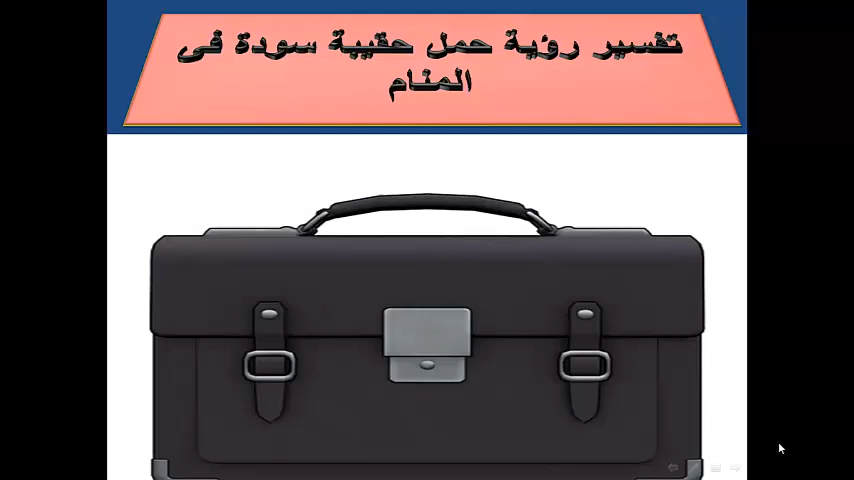 تفسير رؤية حمل حقيبة سودة فى
المنام